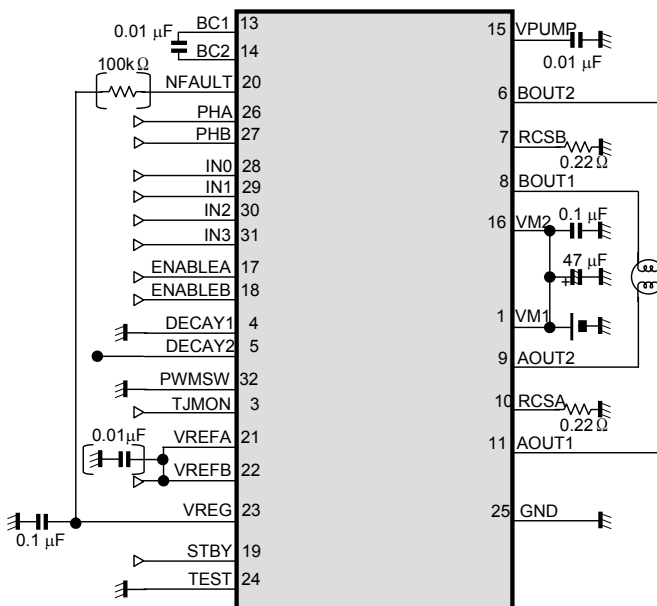 BC1 13
0.01 μF
BC2 14
100kΩ
NFAULT 20
PHA 26
PHB 27
IN0 28
IN1 29
IN2 30
IN3 31
ENABLEA 17
ENABLEB 18
DECAY1 4
DECAY2 5
PWMSW 32
TJMON 3
0.01μF
VREFA 21
VREFB 22
VREG 23
0.1 μF
STBY 19
TEST 24
15 VPUMP
0.01 μF
6 BOUT2
7 RCSB
0.22Ω
8 BOUT1
16 VM2
0.1 μF
47 μF
+
1 VM1
9 AOUT2
10 RCSA
0.22Ω
11 AOUT1
25 GND